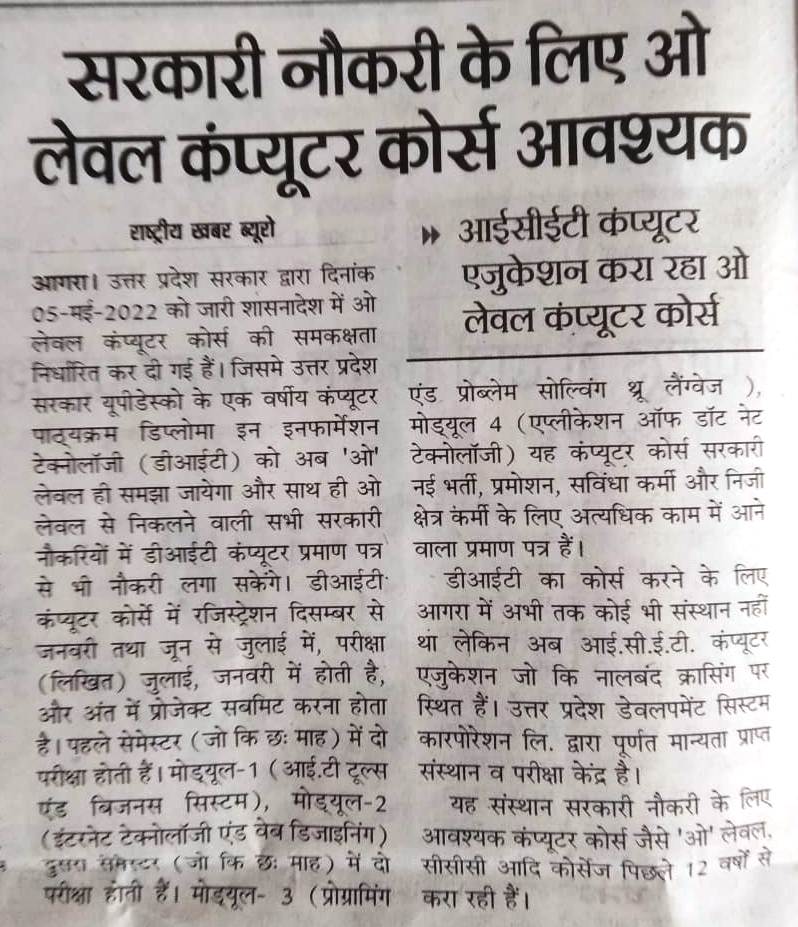 सरकारी नौकरी के लिए ओ
लेवल कंप्यूटर कोर्स आवश्यक
राष्ट्रीय खबर ब्यूरो
आगरा। उत्तर प्रदेश सरकार द्वारा दिनांक
05-मई-2022 को जारी शासनादेश में ओ
लेवल कंप्यूटर कोर्स की समकक्षता
निर्धारित कर दी गई हैं। जिसमे उत्तर प्रदेश
सरकार यूपीडेस्को के एक वर्षीय कंप्यूटर
पाठ्यक्रम डिप्लोमा इन इनफार्मेशन
टेक्नोलॉजी (डीआईटी) को अब 'ओ'
लेवल ही समझा जायेगा और साथ ही ओ
लेवल से निकलने वाली सभी सरकारी
नौकरियों में डीआईटी कंप्यूटर प्रमाण पत्र
से भी नौकरी लगा सकेंगे। डीआईटी
कंप्यूटर कोर्से में रजिस्ट्रेशन दिसम्बर से
जनवरी तथा जून से जुलाई में, परीक्षा
(लिखित) जुलाई, जनवरी में होती है,
और अंत में प्रोजेक्ट सवमिट करना होता
है। पहले सेमेस्टर (जो कि छः माह) में दो
परीक्षा होती हैं। मोड्यूल-1 (आई.टी टूल्स
एंड बिजनस सिस्टम), मोड्यूल-2
(इंटरनेट टेक्नोलॉजी एंड वेब डिजाइनिंग)
दुसरा सेमिस्टर (जो कि छः माह) में दो
परीक्षा होती हैं। मोड्यूल- 3 (प्रोग्रामिंग
›› आईसीईटी कंप्यूटर
एजुकेशन करा रहा ओ
लेवल कंप्यूटर कोर्स
एंड प्रोब्लेम सोल्विंग थ्रू लैंग्वेज ),
मोड्यूल 4 (एप्लीकेशन ऑफ डॉट नेट
टेक्नोलॉजी) यह कंप्यूटर कोर्स सरकारी
नई भर्ती, प्रमोशन, सविंधा कर्मी और निजी
क्षेत्र कंर्मी के लिए अत्यधिक काम में आने
वाला प्रमाण पत्र हैं।
डीआईटी का कोर्स करने के लिए
आगरा में अभी तक कोई भी संस्थान नहीं
था लेकिन अब आई.सी.ई.टी. कंप्यूटर
एजुकेशन जो कि नालबंद क्रासिंग पर
स्थित हैं। उत्तर प्रदेश डेवलपमेंट सिस्टम
कारपोरेशन लि. द्वारा पूर्णत मान्यता प्राप्त
संस्थान व परीक्षा केंद्र है।
यह संस्थान सरकारी नौकरी के लिए
आवश्यक कंप्यूटर कोर्स जैसे 'ओ' लेवल,
सीसीसी आदि कोर्सेज पिछले 12 वर्षो से
करा रही हैं।